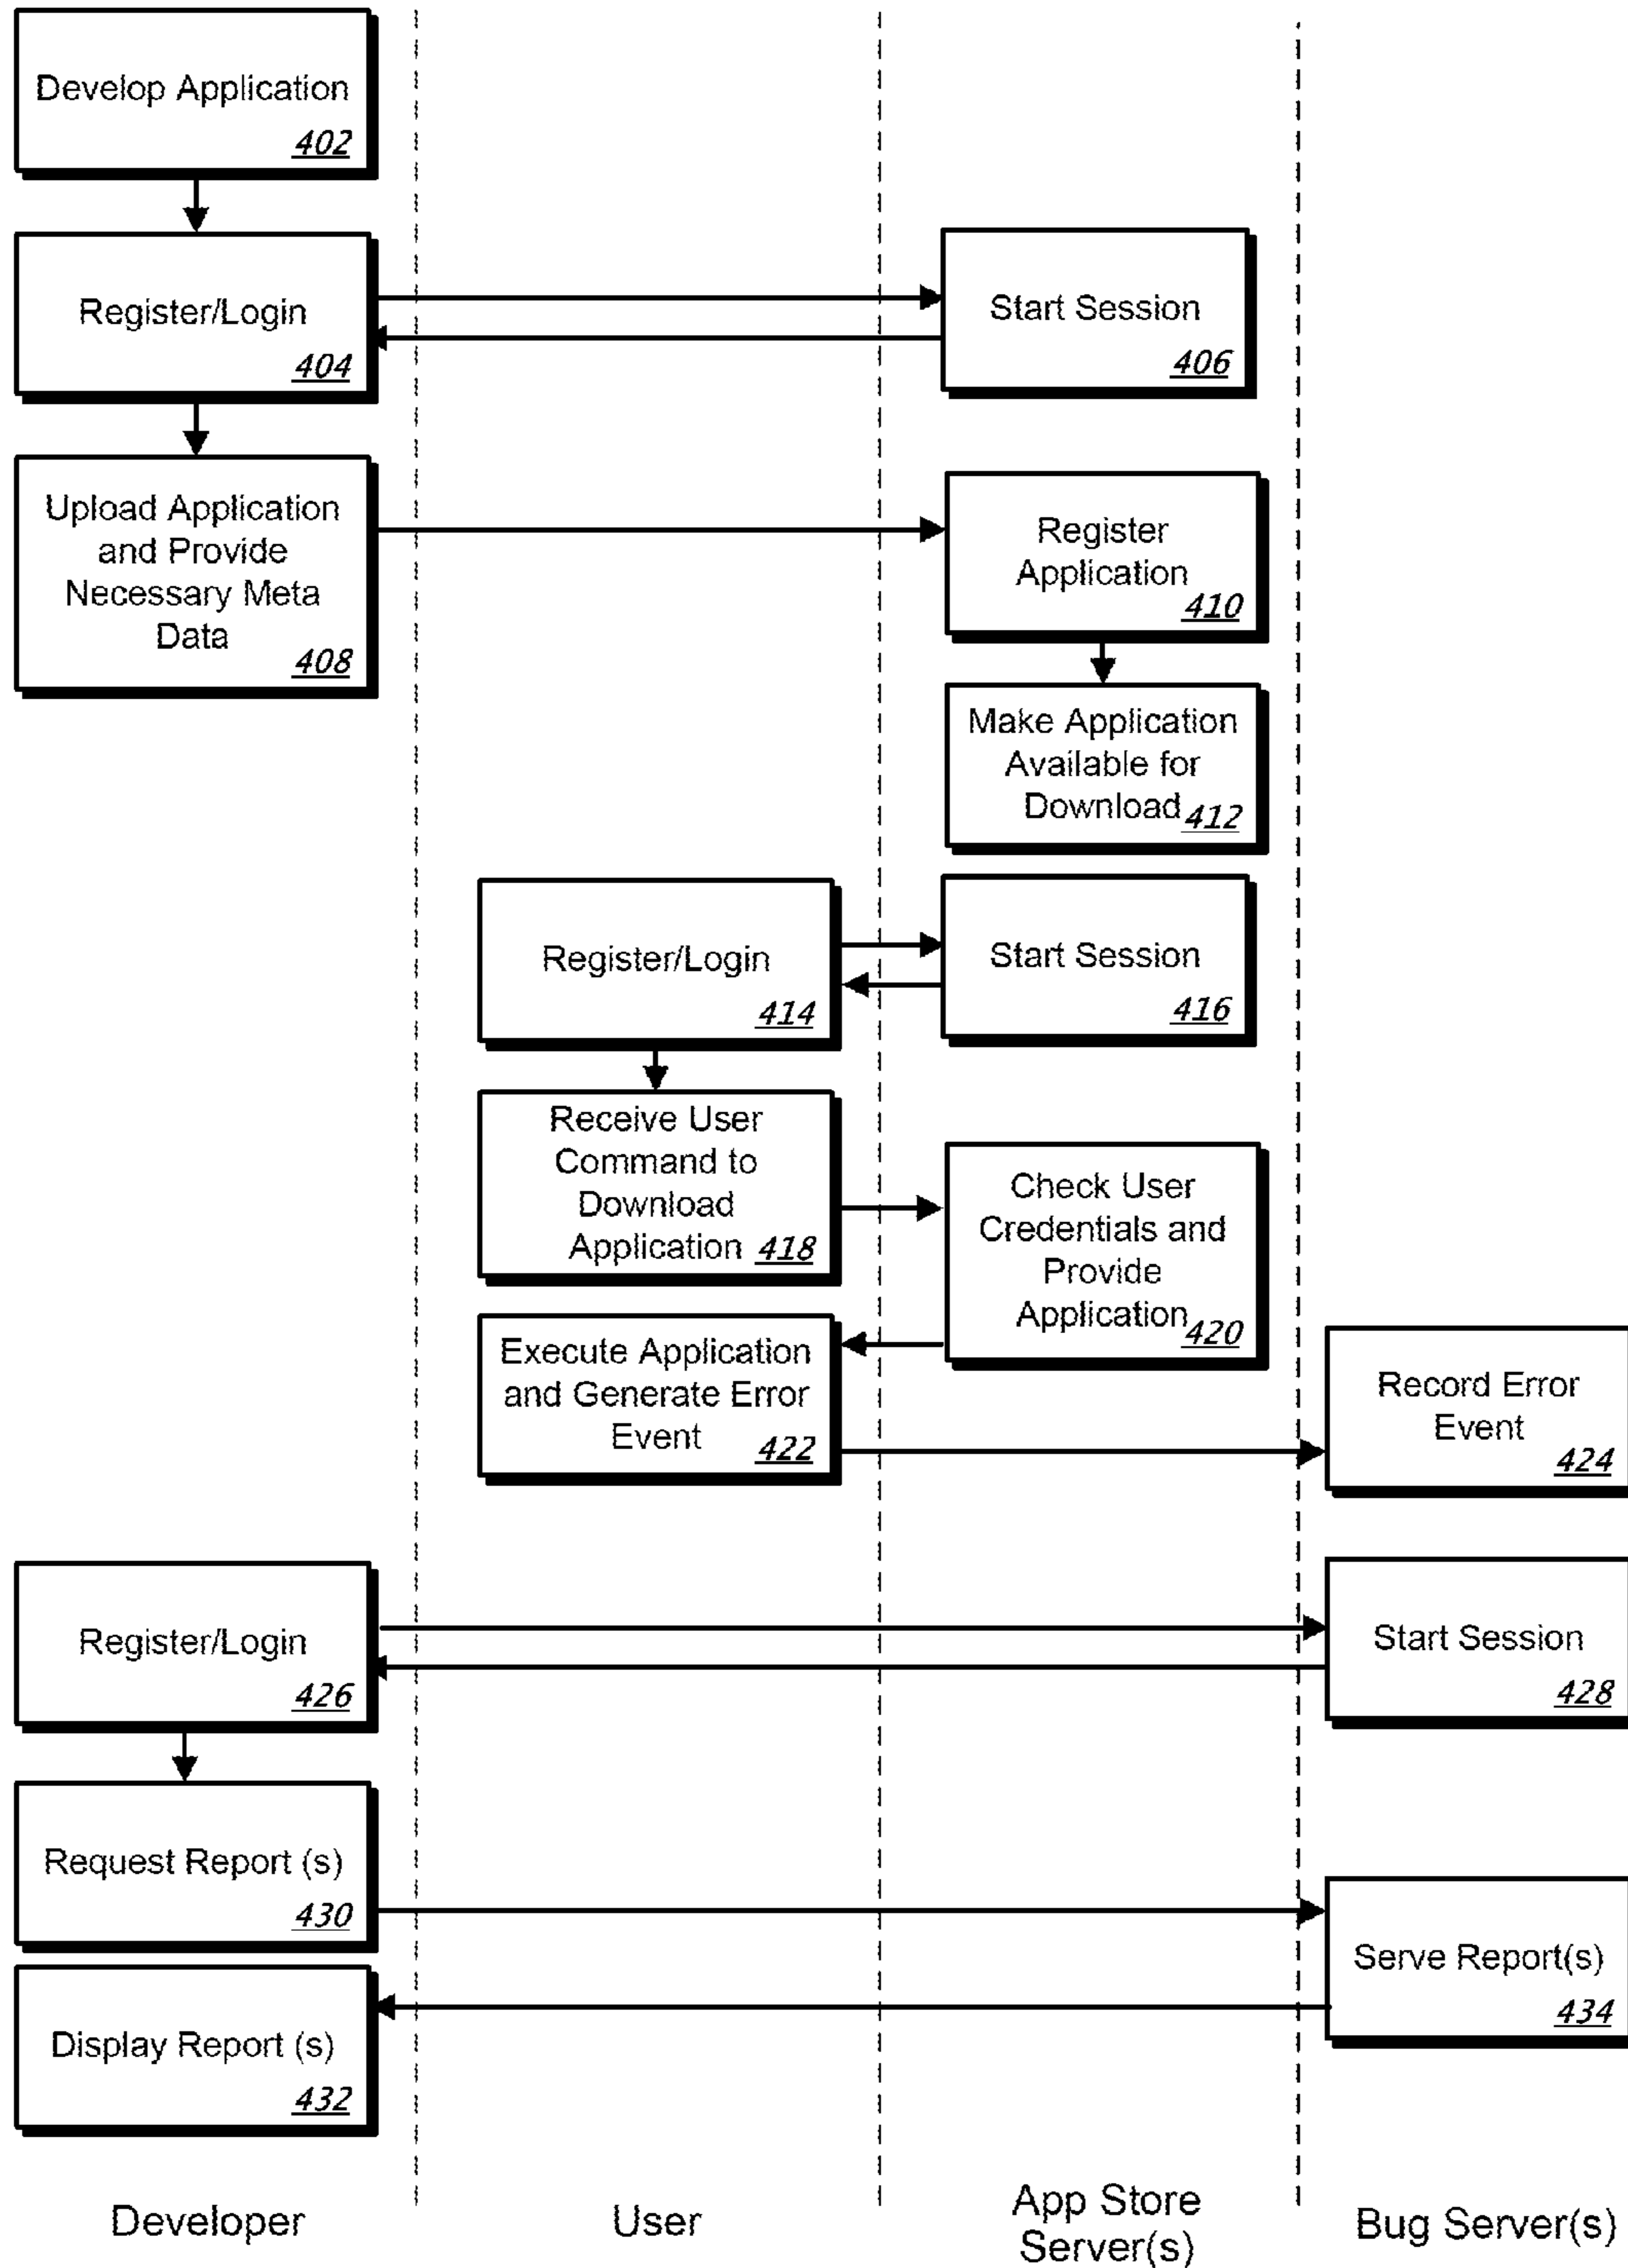 Develop Application
402
Register/Login
404
Start Session
406
Upload Application
and Provide
Necessary Meta
Data
408
Register
Application
410
Make Application
Available for
Download
412
Register/Login
414
Start Session
416
Receive User
Command to
Download
Application
418
Check User
Credentials and
Provide
Application
420
Execute Application
and Generate Error
Event
422
Record Error
Event
424
Register/Login
426
Start Session
428
Request Report (s)
430
Serve Report(s)
434
Display Report (s)
432
Developer
User
App Store
Server(s)
Bug Server(s)